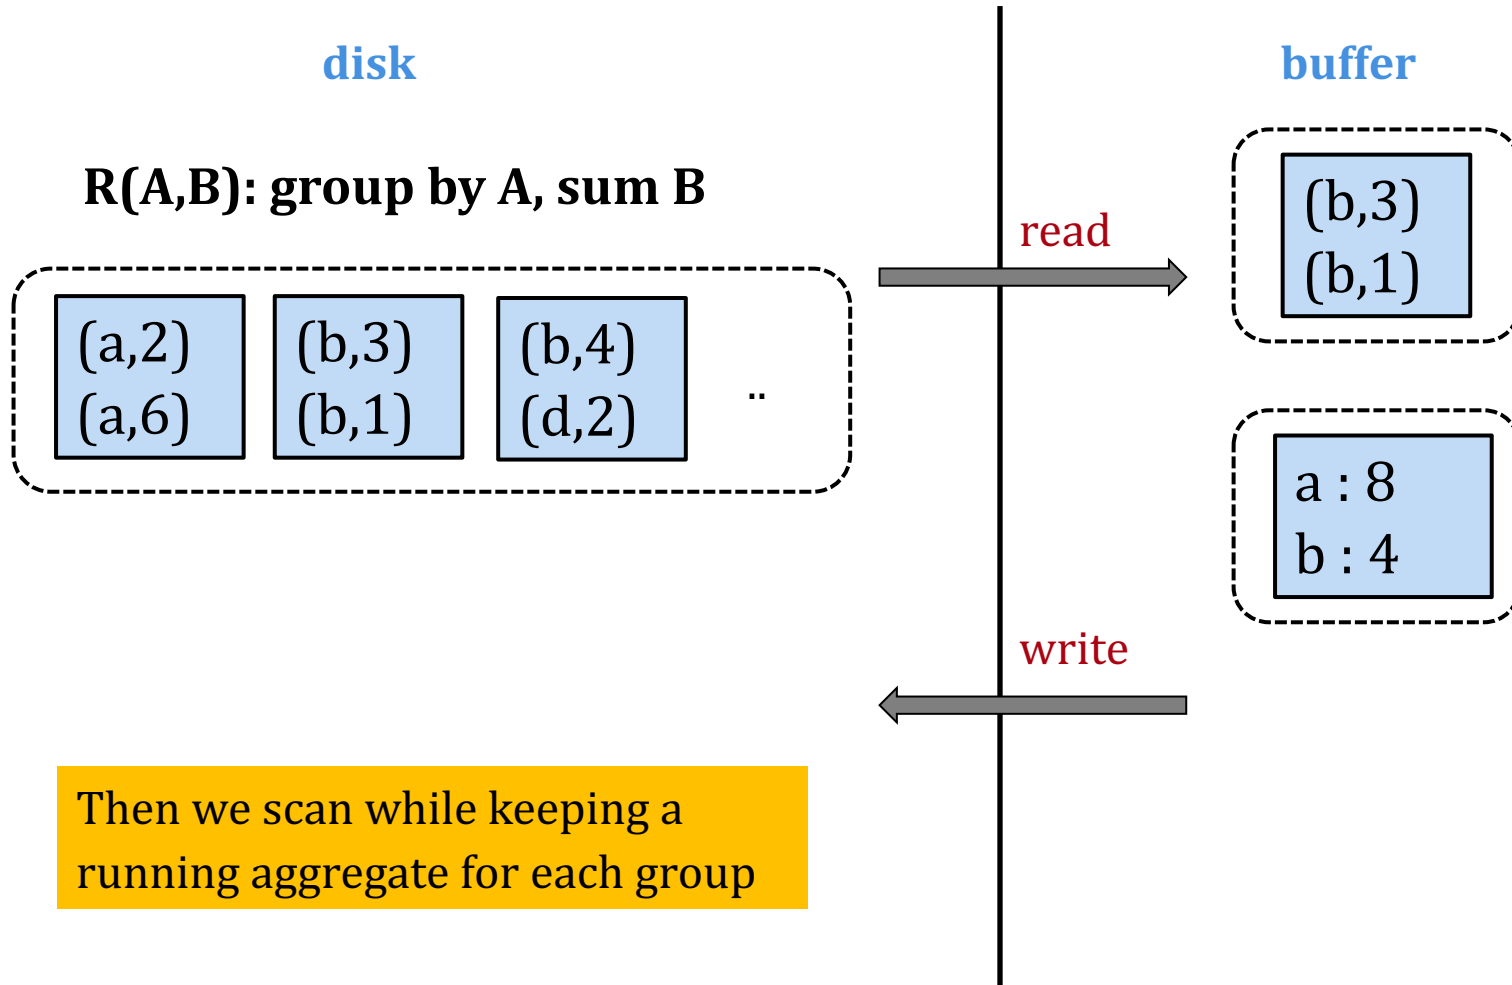 disk
buffer
R(A,B): group by A, sum B
read
(b,3)
(b,1)
(a,2)
(a,6)
(b,3)
(b,1)
(b,4)
(d,2)
..
a : 8
b : 4
write
Then we scan while keeping a
running aggregate for each group